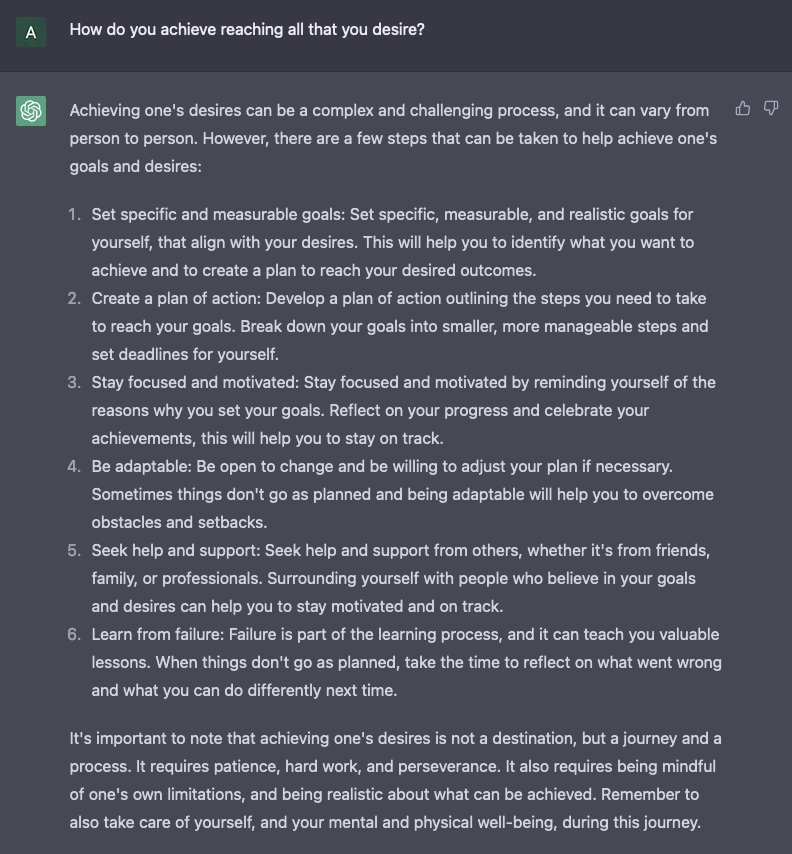 A
How do you achieve reaching all that you desire?
Achieving one's desires can be a complex and challenging process, and it can vary from
person to person. However, there are a few steps that can be taken to help achieve one's
goals and desires:
1. Set specific and measurable goals: Set specific, measurable, and realistic goals for
yourself, that align with your desires. This will help you to identify what you want to
achieve and to create a plan to reach your desired outcomes.
2. Create a plan of action: Develop a plan of action outlining the steps you need to take
to reach your goals. Break down your goals into smaller, more manageable steps and
set deadlines for yourself.
3. Stay focused and motivated: Stay focused and motivated by reminding yourself of the
reasons why you set your goals. Reflect on your progress and celebrate your
achievements, this will help you to stay on track.
4. Be adaptable: Be open to change and be willing to adjust your plan if necessary.
Sometimes things don't go as planned and being adaptable will help you to overcome
obstacles and setbacks.
5. Seek help and support: Seek help and support from others, whether it's from friends,
family, or professionals. Surrounding yourself with people who believe in your goals
and desires can help you to stay motivated and on track.
6. Learn from failure: Failure is part of the learning process, and it can teach you valuable
lessons. When things don't go as planned, take the time to reflect on what went wrong
and what you can do differently next time.
It's important to note that achieving one's desires is not a destination, but a journey and a
process. It requires patience, hard work, and perseverance. It also requires being mindful
of one's own limitations, and being realistic about what can be achieved. Remember to
also take care of yourself, and your mental and physical well-being, during this journey.